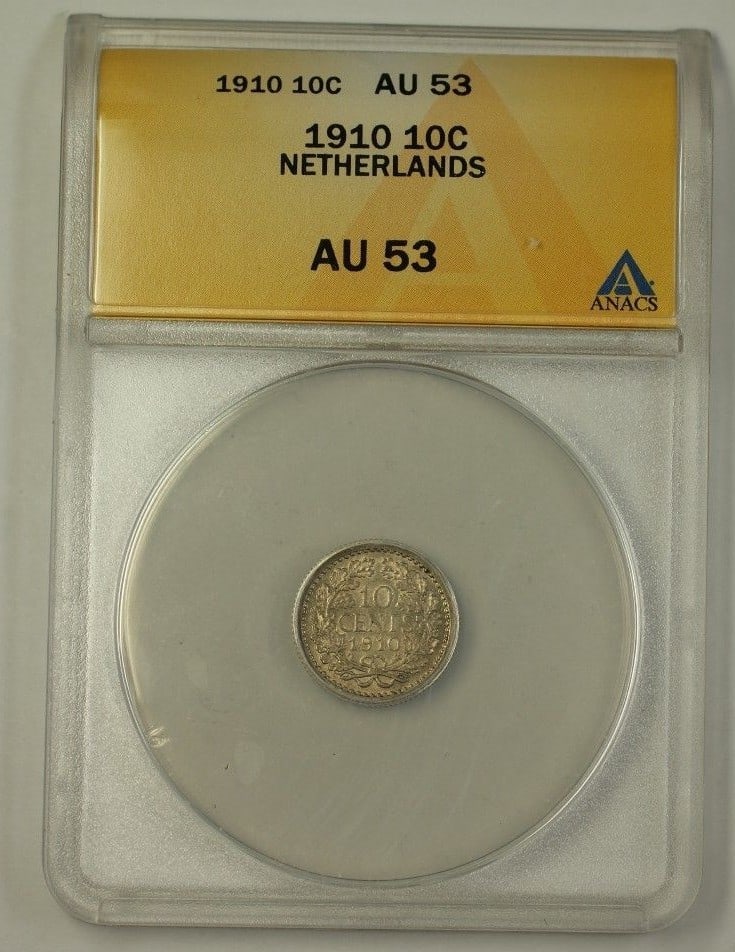 1910 10C AU 53
1910 10C
NETHERLANDS
AU 53
ANACS
10
CENTS
1910